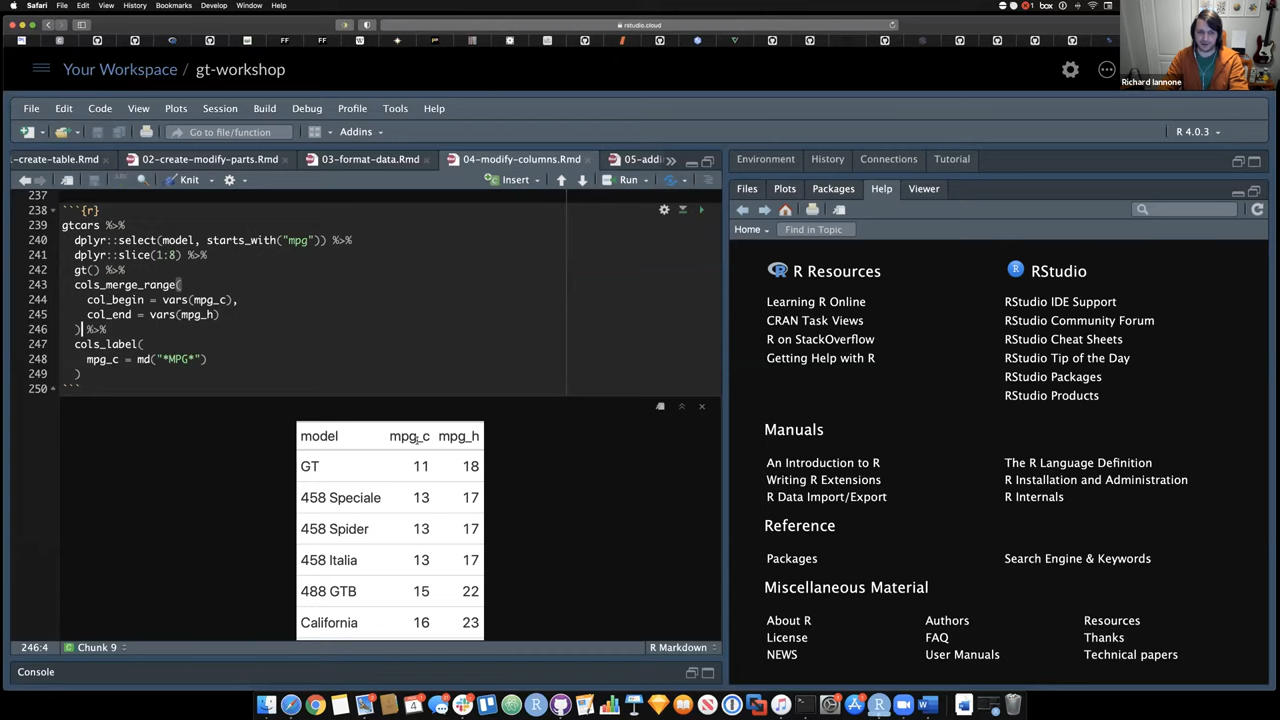 Safari File Edit View History Bookmarks Develop Window Help
box
rstudio.cloud
FF FF
Richard Iannone
Your Workspace / gt-workshop
File Edit Code View Plots Session Build Debug Profile Tools Help
Go to file/function Addins R 4.0.3
-create-table.Rmd 02-create-modify-parts.Rmd 03-format-data.Rmd 04-modify-columns.Rmd 05-addi
Knit Insert Run
237
238 ```{r}
239 gtcars %>%
240 dplyr::select(model, starts_with("mpg")) %>%
241 dplyr::slice(1:8) %>%
242 gt() %>%
243 cols_merge_range(
244 col_begin = vars(mpg_c),
245 col_end = vars(mpg_h)
246 ) %>%
247 cols_label(
248 mpg_c = md("*MPG*")
249 )
250 ```
model mpg_c mpg_h
GT 11 18
458 Speciale 13 17
458 Spider 13 17
458 Italia 13 17
488 GTB 15 22
California 16 23
246:4 Chunk 9 R Markdown
Console
Environment History Connections Tutorial
Files Plots Packages Help Viewer
Home Find in Topic
R Resources
Learning R Online
CRAN Task Views
R on StackOverflow
Getting Help with R
RStudio
RStudio IDE Support
RStudio Community Forum
RStudio Cheat Sheets
RStudio Tip of the Day
RStudio Packages
RStudio Products
Manuals
An Introduction to R
Writing R Extensions
R Data Import/Export
The R Language Definition
R Installation and Administration
R Internals
Reference
Packages
Search Engine & Keywords
Miscellaneous Material
About R
License
NEWS
Authors
FAQ
User Manuals
Resources
Thanks
Technical papers